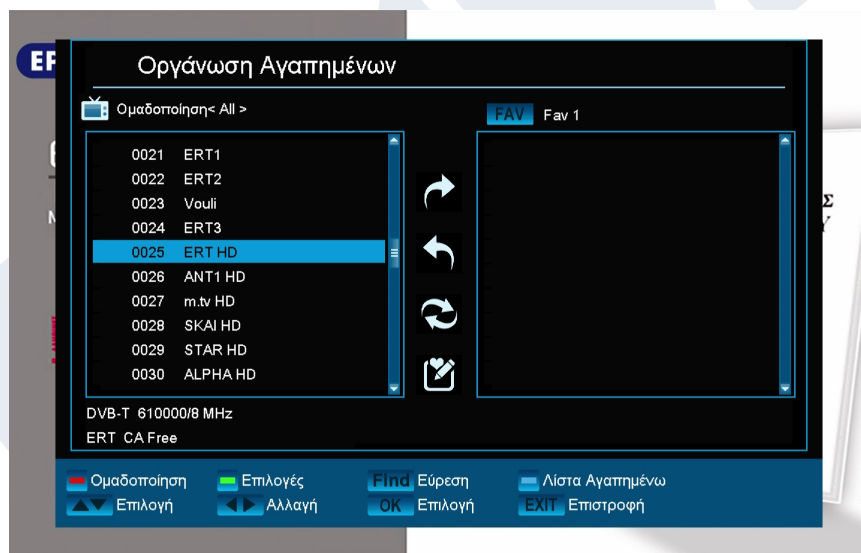 Οργάνωση Αγαπημένων
Ομαδοποίηση< All >
FAV Fav 1
0021 ERT1
0022 ERT2
0023 Vouli
0024 ERT3
0025 ERT HD
0026 ANT1 HD
0027 m.tv HD
0028 SKAI HD
0029 STAR HD
0030 ALPHA HD
DVB-T 610000/8 MHz
ERT CA Free
Ομαδοποίηση Επιλογές Find Εύρεση Λίστα Αγαπημένω
Επιλογή Αλλαγή OK Επιλογή EXIT Επιστροφή